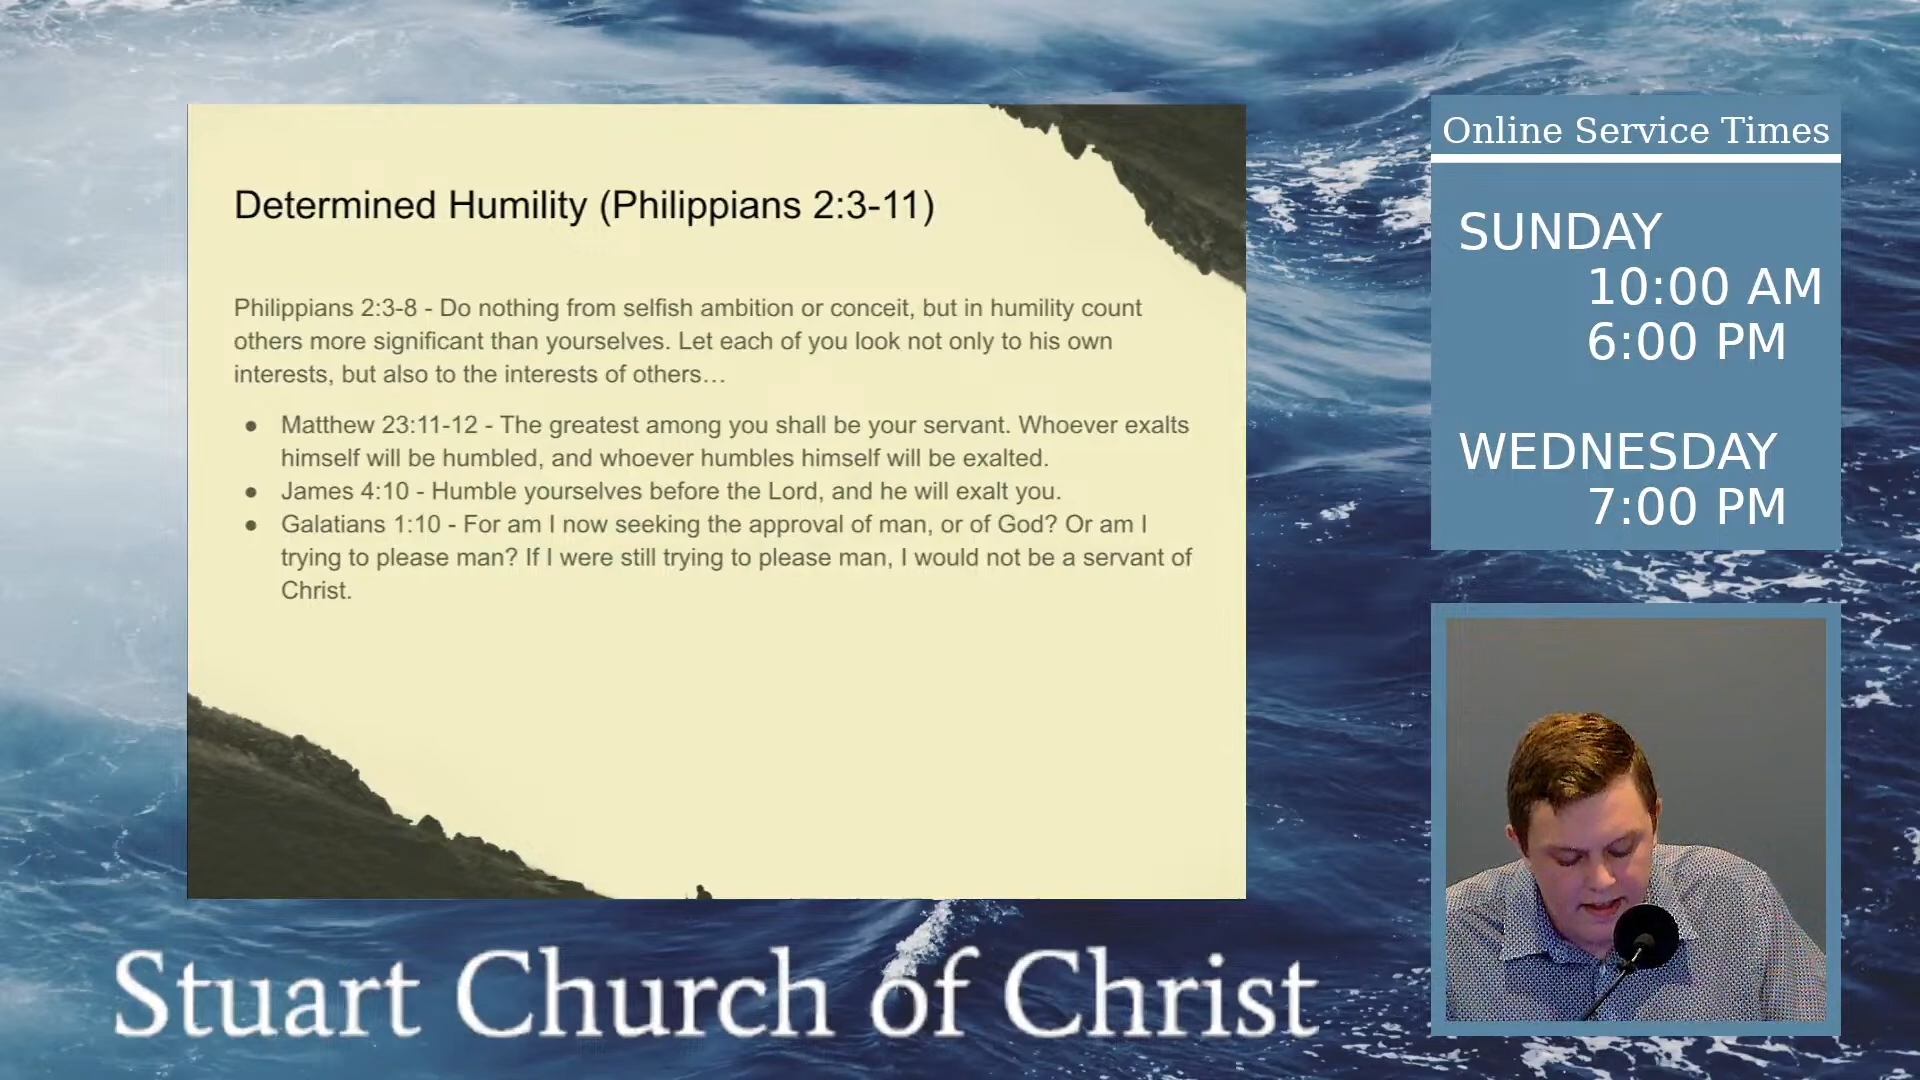 Determined Humility (Philippians 2:3-11)
Philippians 2:3-8 - Do nothing from selfish ambition or conceit, but in humility count
others more significant than yourselves. Let each of you look not only to his own
interests, but also to the interests of others…
● Matthew 23:11-12 - The greatest among you shall be your servant. Whoever exalts
himself will be humbled, and whoever humbles himself will be exalted.
● James 4:10 - Humble yourselves before the Lord, and he will exalt you.
● Galatians 1:10 - For am I now seeking the approval of man, or of God? Or am I
trying to please man? If I were still trying to please man, I would not be a servant of
Christ.
Online Service Times
SUNDAY
10:00 AM
6:00 PM
WEDNESDAY
7:00 PM
Stuart Church of Christ